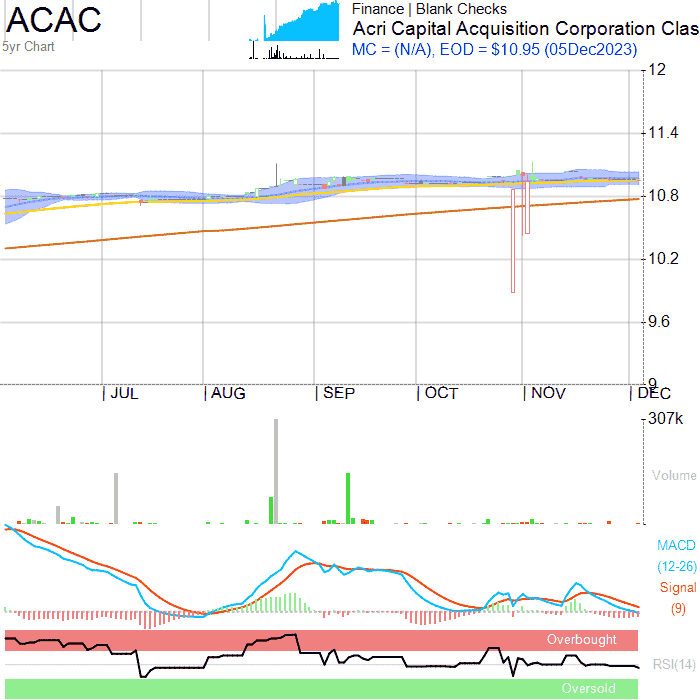 ACAC
5yr Chart
Finance | Blank Checks
Acri Capital Acquisition Corporation Clas
MC = (N/A), EOD = $10.95 (05Dec2023)
12
11.4
10.8
10.2
9.6
9
JUL
AUG
SEP
OCT
NOV
DEC
307k
Volume
MACD
(12-26)
Signal
(9)
Overbought
RSI(14)
Oversold